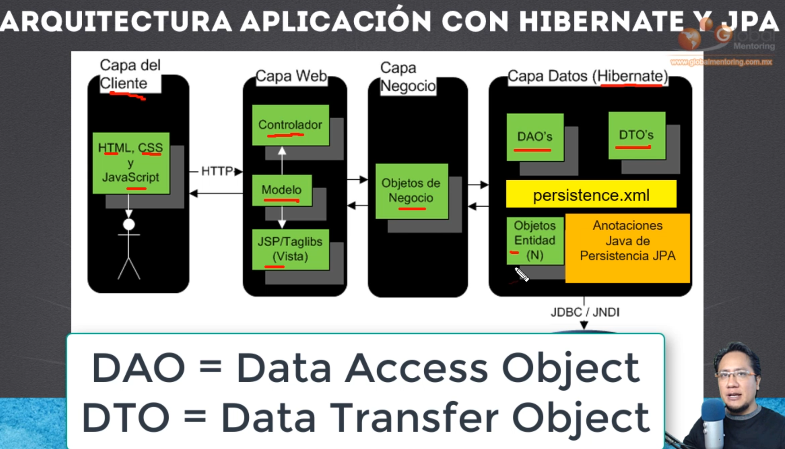 ARQUITECTURA APLICACIÓN CON HIBERNATE Y JPA
Global
Mentoring
www.globalmentoring.com.mx
Capa del
Cliente
Capa Web
Capa
Negocio
Capa Datos (Hibernate)
HTML, CSS
y
JavaScript
HTTP
Controlador
Modelo
JSP/Taglibs
(Vista)
Objetos de
Negocio
DAO's
DTO's
persistence.xml
Objetos
Entidad
(N)
Anotaciones
Java de
Persistencia JPA
JDBC / JNDI
DAO = Data Access Object
DTO = Data Transfer Object